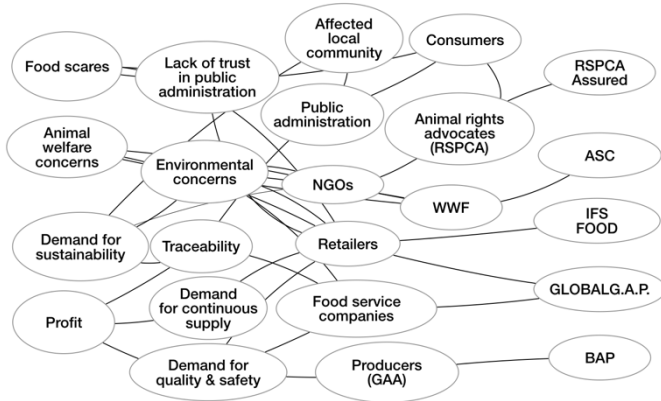 Affected
local
community
Consumers
Food scares
Lack of trust
in public
administration
RSPCA
Assured
Public
administration
Animal rights
advocates
(RSPCA)
Animal
welfare
concerns
Environmental
concerns
NGOs
ASC
WWF
IFS
FOOD
Demand for
sustainability
Traceability
Retailers
Demand
for continuous
supply
Food service
companies
GLOBALG.A.P.
Profit
Demand for
quality & safety
Producers
(GAA)
BAP